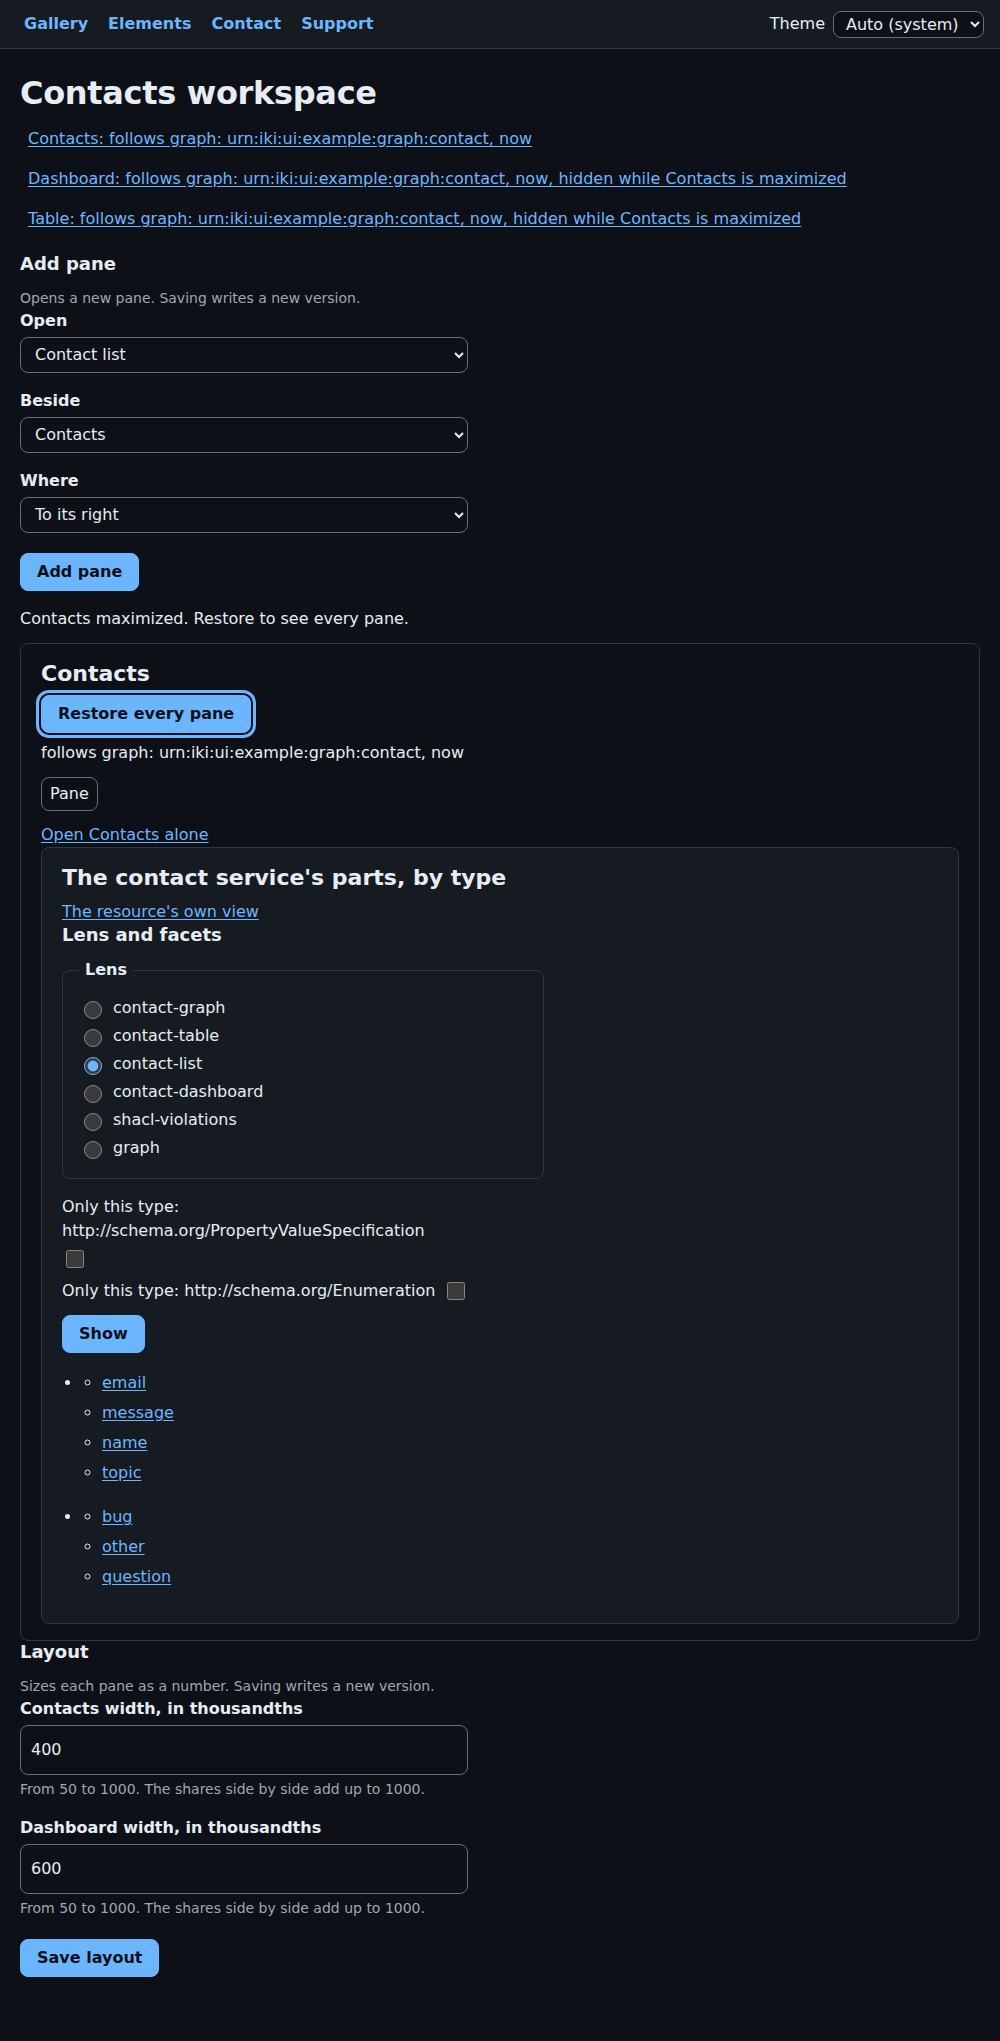 Gallery Elements Contact Support Theme Auto (system)
Contacts workspace
Contacts: follows graph: urn:iki:ui:example:graph:contact, now
Dashboard: follows graph: urn:iki:ui:example:graph:contact, now, hidden while Contacts is maximized
Table: follows graph: urn:iki:ui:example:graph:contact, now, hidden while Contacts is maximized
Add pane
Opens a new pane. Saving writes a new version.
Open
Contact list
Beside
Contacts
Where
To its right
Add pane
Contacts maximized. Restore to see every pane.
Contacts
Restore every pane
follows graph: urn:iki:ui:example:graph:contact, now
Pane
Open Contacts alone
The contact service's parts, by type
The resource's own view
Lens and facets
Lens
contact-graph
contact-table
contact-list
contact-dashboard
shacl-violations
graph
Only this type:
http://schema.org/PropertyValueSpecification
Only this type: http://schema.org/Enumeration
Show
email
message
name
topic
bug
other
question
Layout
Sizes each pane as a number. Saving writes a new version.
Contacts width, in thousandths
400
From 50 to 1000. The shares side by side add up to 1000.
Dashboard width, in thousandths
600
From 50 to 1000. The shares side by side add up to 1000.
Save layout